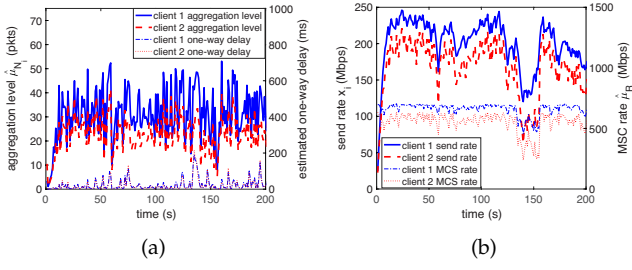 client 1 aggregation level
client 2 aggregation level
client 1 one-way delay
client 2 one-way delay
aggregation level μ̂_N_i (pkts)
0 10 20 30 40 50 60 70 75
estimated one-way delay (ms)
0 200 400 600 800 1000
0 50 100 150 200
time (s)
(a)
send rate x_i (Mbps)
0 50 100 150 200 250
MSC rate μ̂_R_i (Mbps)
0 500 1000 1500
client 1 send rate
client 2 send rate
client 1 MCS rate
client 2 MCS rate
0 50 100 150 200
time (s)
(b)